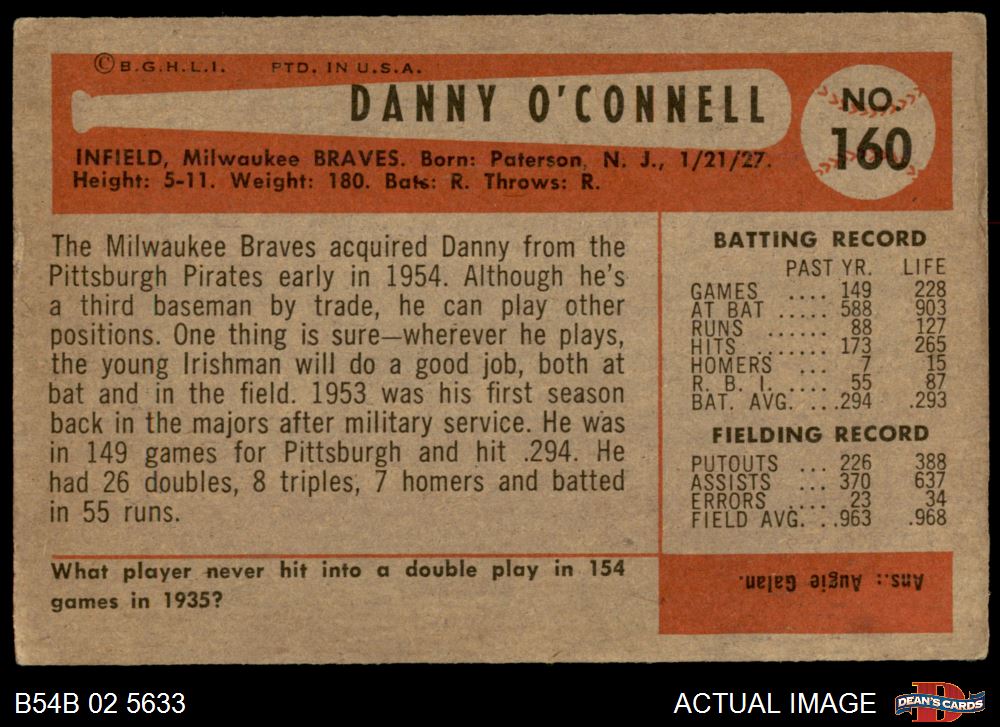 © B.G.H.L.I. PTD. IN U.S.A.
DANNY O'CONNELL
NO.
160
INFIELD, Milwaukee BRAVES. Born: Paterson, N. J., 1/21/27.
Height: 5-11. Weight: 180. Bats: R. Throws: R.
The Milwaukee Braves acquired Danny from the
Pittsburgh Pirates early in 1954. Although he's
a third baseman by trade, he can play other
positions. One thing is sure—wherever he plays,
the young Irishman will do a good job, both at
bat and in the field. 1953 was his first season
back in the majors after military service. He was
in 149 games for Pittsburgh and hit .294. He
had 26 doubles, 8 triples, 7 homers and batted
in 55 runs.
BATTING RECORD
PAST YR. LIFE
GAMES .... 149 228
AT BAT ..... 588 903
RUNS ...... 88 127
HITS ....... 173 265
HOMERS ... 7 15
R. B. I. .... 55 87
BAT. AVG. ...294 .293
FIELDING RECORD
PUTOUTS ... 226 388
ASSISTS ... 370 637
ERRORS .... 23 34
FIELD AVG. ..963 .968
What player never hit into a double play in 154
games in 1935?
Ans.: Augie Galan.
B54B 02 5633
ACTUAL IMAGE
DEAN'S CARDS